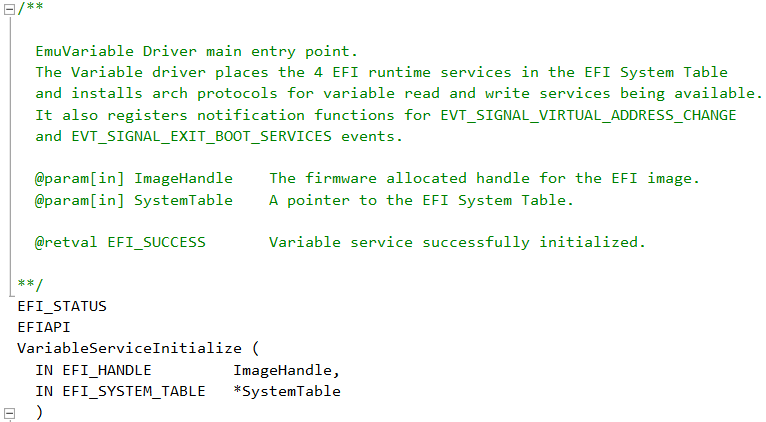 /**

  EmuVariable Driver main entry point.
  The Variable driver places the 4 EFI runtime services in the EFI System Table
  and installs arch protocols for variable read and write services being available.
  It also registers notification functions for EVT_SIGNAL_VIRTUAL_ADDRESS_CHANGE
  and EVT_SIGNAL_EXIT_BOOT_SERVICES events.

  @param[in] ImageHandle    The firmware allocated handle for the EFI image.
  @param[in] SystemTable    A pointer to the EFI System Table.

  @retval EFI_SUCCESS       Variable service successfully initialized.

**/
EFI_STATUS
EFIAPI
VariableServiceInitialize (
  IN EFI_HANDLE         ImageHandle,
  IN EFI_SYSTEM_TABLE   *SystemTable
  )